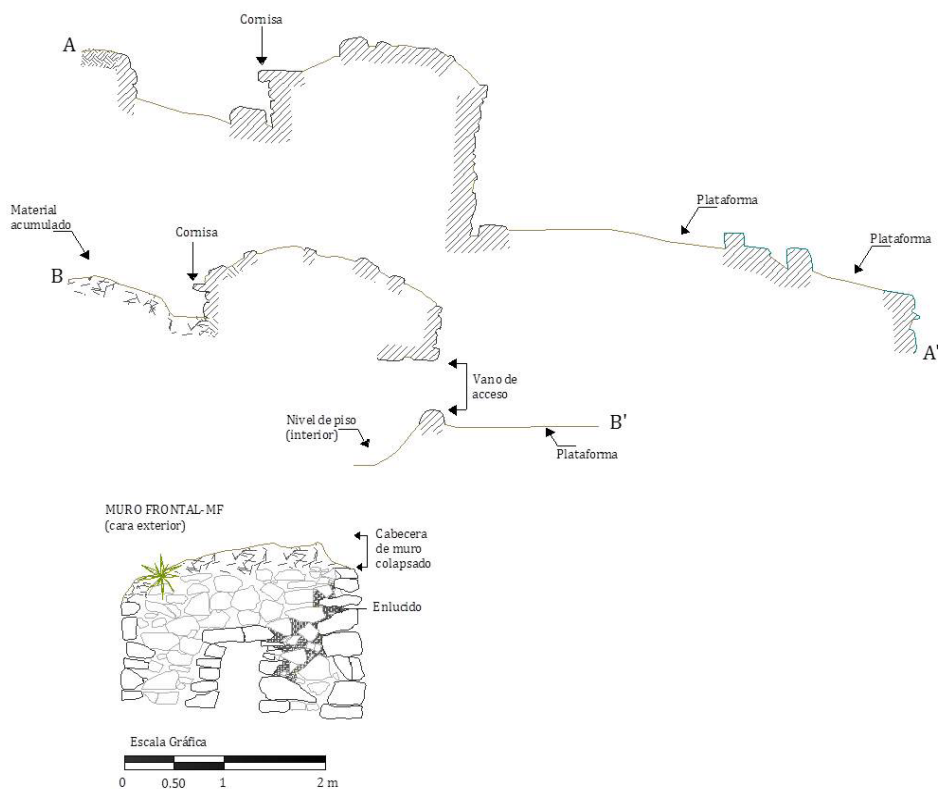 Cornisa
A
Plataforma
Material
acumulado
Cornisa
Plataforma
B
A'
Vano de
acceso
Nivel de piso
(interior)
B'
Plataforma
MURO FRONTAL-MF
(cara exterior)
Cabecera
de muro
colapsado
Enlucido
Escala Gráfica
0 0.50 1 2 m